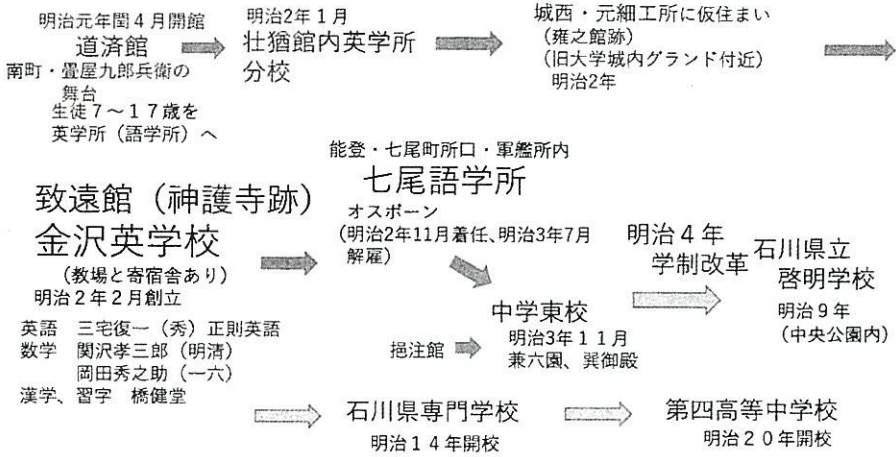 明治元年閏４月開館
道済館
南町・畳屋九郎兵衛の
舞台
生徒７～１７歳を
英学所（語学所）へ
明治2年１月
壮猶館内英学所
分校
城西・元細工所に仮住まい
（雍之館跡）
（旧大学城内グランド付近）
明治2年
致遠館（神護寺跡）
金沢英学校
（教場と寄宿舎あり）
明治２年２月創立
英語　三宅復一（秀）正則英語
数学　関沢孝三郎（明清）
岡田秀之助（一六）
漢学、習字　橋健堂
能登・七尾町所口・軍艦所内
七尾語学所
オスボーン
（明治2年11月着任、明治3年7月
解雇）
中学東校
明治3年１１月
兼六園、巽御殿
挹注館
明治４年
学制改革
石川県立
啓明学校
明治９年
（中央公園内）
石川県専門学校
明治１４年開校
第四高等中学校
明治２０年開校